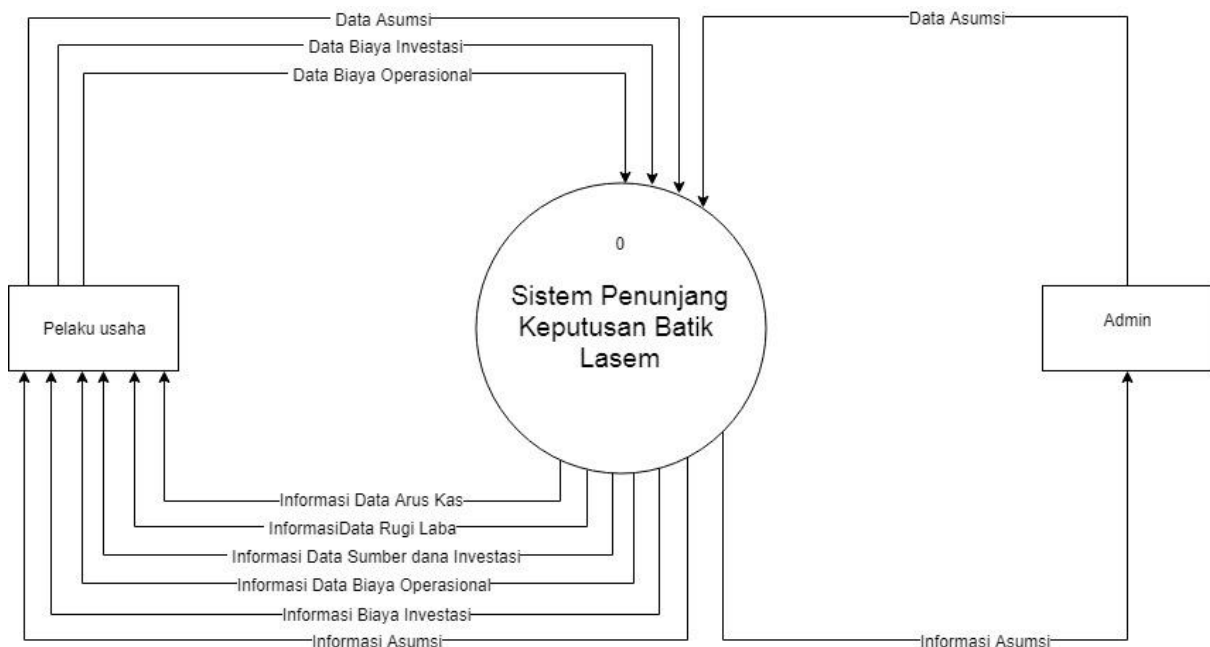 Data Asumsi
Data Asumsi
Data Biaya Investasi
Data Biaya Operasional
0
Sistem Penunjang
Keputusan Batik
Lasem
Pelaku usaha
Admin
Informasi Data Arus Kas
InformasiData Rugi Laba
Informasi Data Sumber dana Investasi
Informasi Data Biaya Operasional
Informasi Biaya Investasi
Informasi Asumsi
Informasi Asumsi